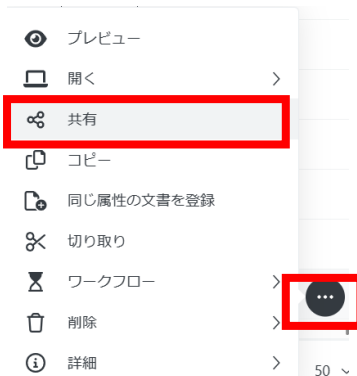 プレビュー
開く
共有
コピー
同じ属性の文書を登録
切り取り
ワークフロー
削除
詳細
50